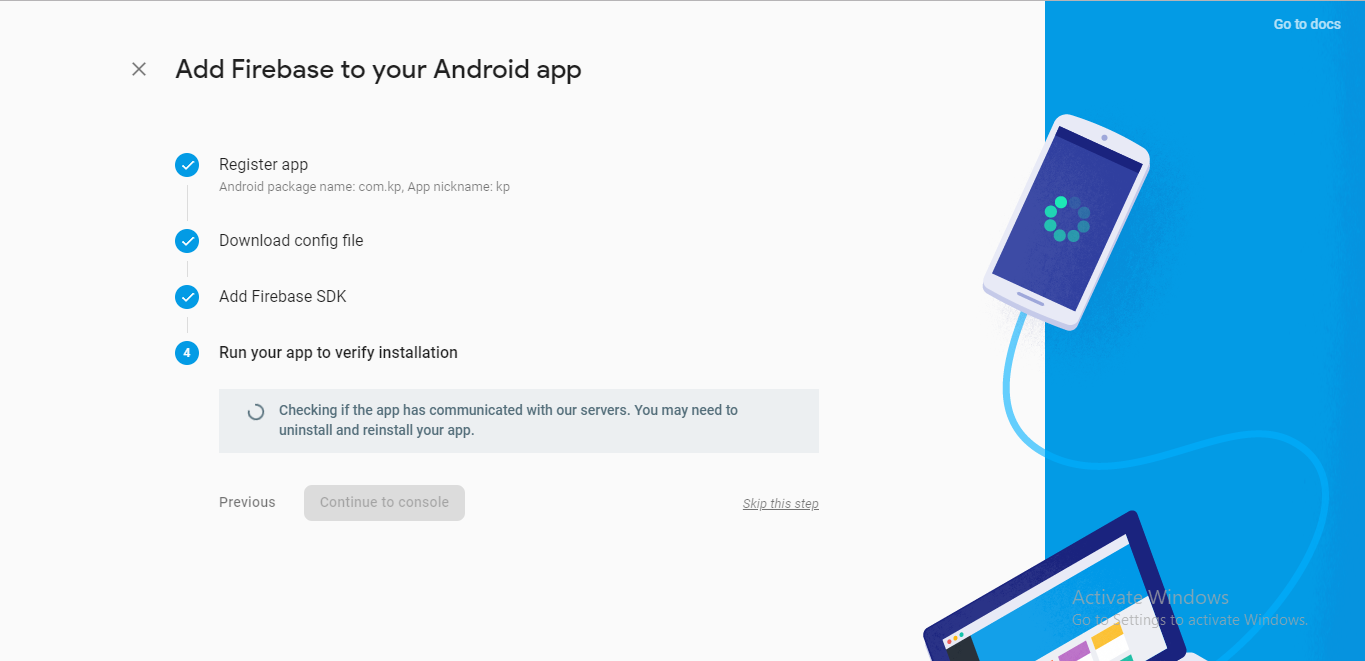 Go to docs
Add Firebase to your Android app
Register app
Android package name: com.kp, App nickname: kp
Download config file
Add Firebase SDK
4 Run your app to verify installation
Checking if the app has communicated with our servers. You may need to
uninstall and reinstall your app.
Previous Continue to console Skip this step
Activate Windows
Go to Settings to activate Windows.